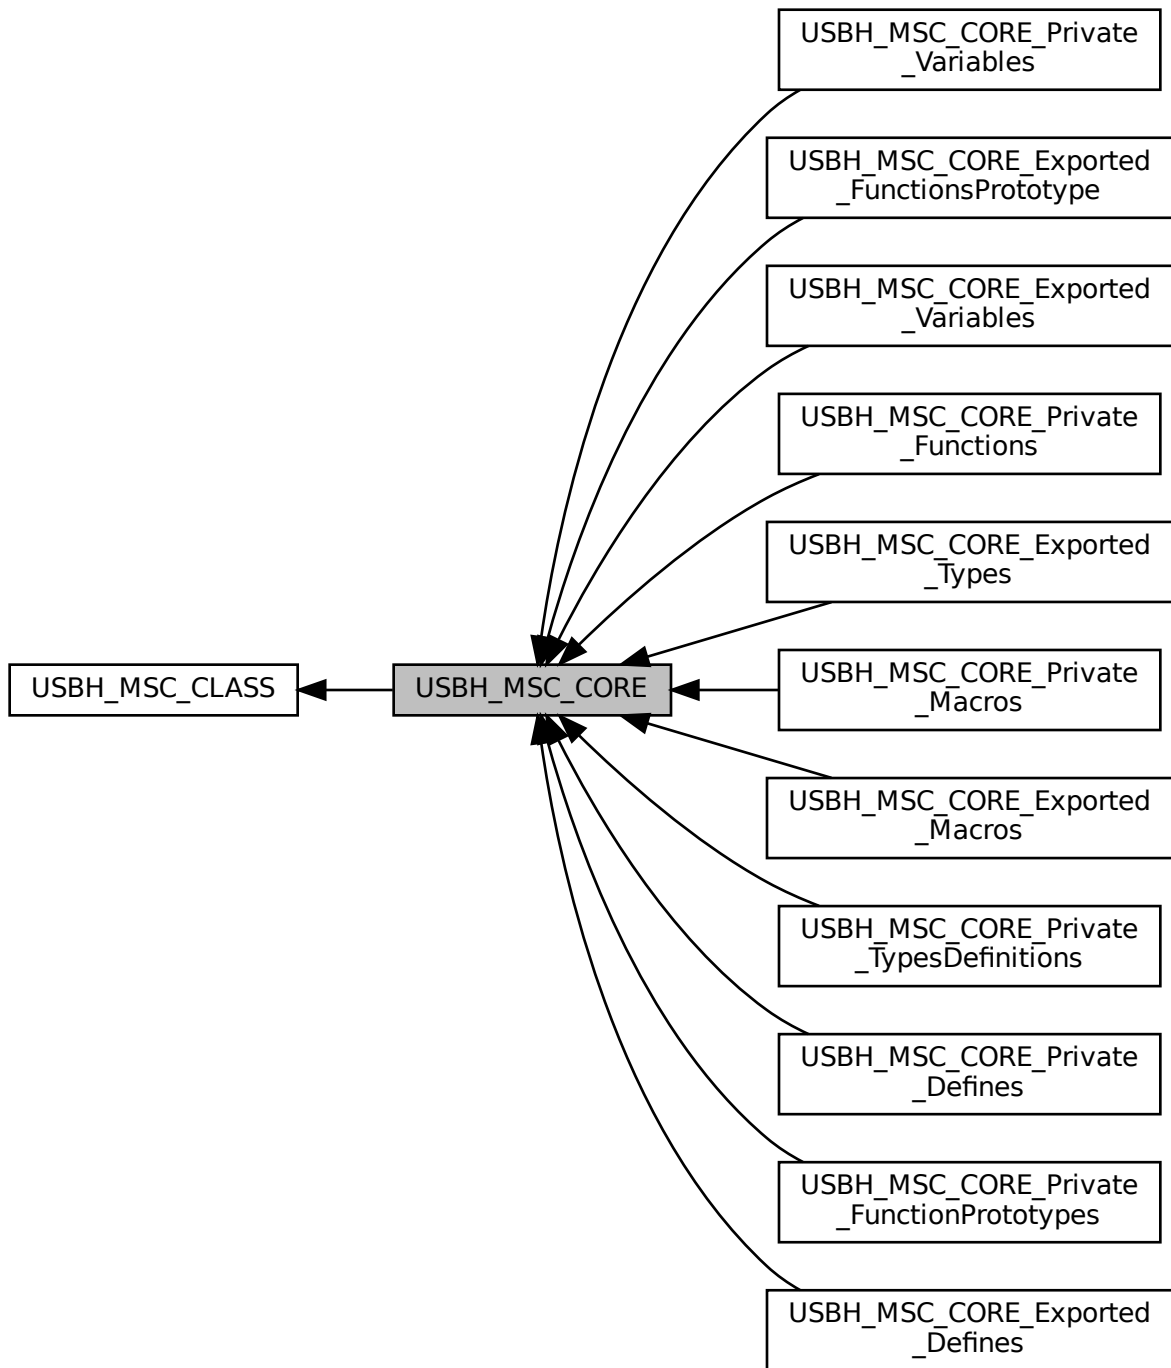 USBH_MSC_CORE_Private
_Variables
USBH_MSC_CORE_Exported
_FunctionsPrototype
USBH_MSC_CORE_Exported
_Variables
USBH_MSC_CORE_Private
_Functions
USBH_MSC_CORE_Exported
_Types
USBH_MSC_CLASS
USBH_MSC_CORE
USBH_MSC_CORE_Private
_Macros
USBH_MSC_CORE_Exported
_Macros
USBH_MSC_CORE_Private
_TypesDefinitions
USBH_MSC_CORE_Private
_Defines
USBH_MSC_CORE_Private
_FunctionPrototypes
USBH_MSC_CORE_Exported
_Defines